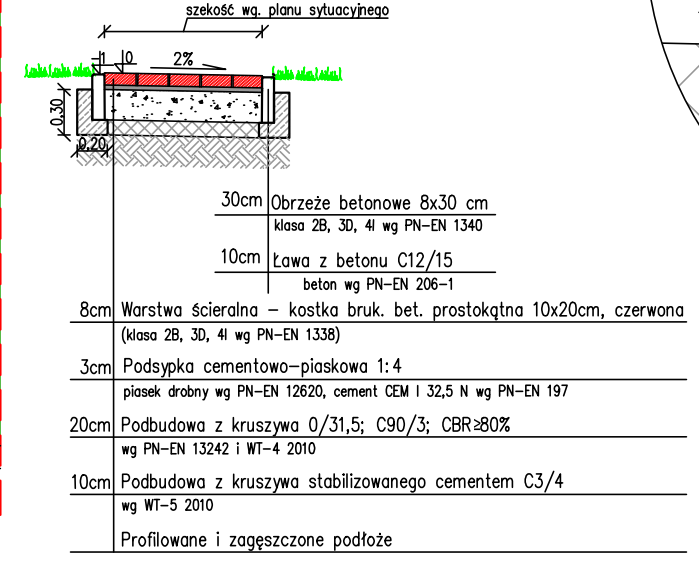 szekość wg. planu sytuacyjnego
1 0 2%
0.30
0.20
30cm Obrzeże betonowe 8x30 cm
klasa 2B, 3D, 4I wg PN-EN 1340
10cm Ława z betonu C12/15
beton wg PN-EN 206-1
8cm Warstwa ścieralna - kostka bruk. bet. prostokątna 10x20cm, czerwona
(klasa 2B, 3D, 4I wg PN-EN 1338)
3cm Podsypka cementowo-piaskowa 1:4
piasek drobny wg PN-EN 12620, cement CEM I 32,5 N wg PN-EN 197
20cm Podbudowa z kruszywa 0/31,5; C90/3; CBR≥80%
wg PN-EN 13242 i WT-4 2010
10cm Podbudowa z kruszywa stabilizowanego cementem C3/4
wg WT-5 2010
Profilowane i zagęszczone podłoże